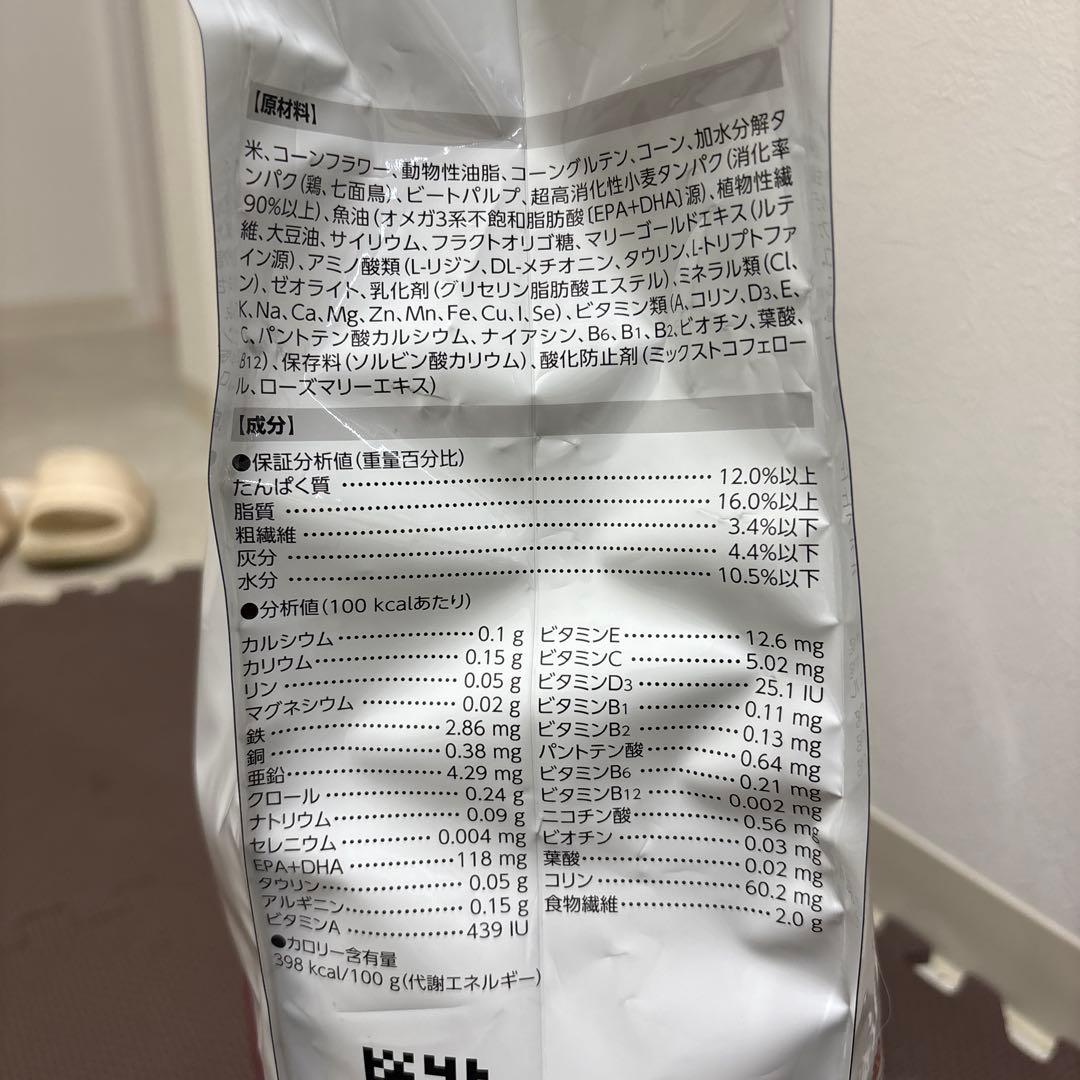 【原材料】
米、コーンフラワー、動物性油脂、コーングルテン、コーン、加水分解タ
ンパク(鶏、七面鳥)、ビートパルプ、超高消化性小麦タンパク(消化率
90%以上)、魚油(オメガ3系不飽和脂肪酸〔EPA+DHA〕源)、植物性繊
維、大豆油、サイリウム、フラクトオリゴ糖、マリーゴールドエキス(ルテ
イン源)、アミノ酸類(L-リジン、DL-メチオニン、タウリン、L-トリプトファ
ン)、ゼオライト、乳化剤(グリセリン脂肪酸エステル)、ミネラル類(Cl、
K、Na、Ca、Mg、Zn、Mn、Fe、Cu、I、Se)、ビタミン類(A、コリン、D3、E、
C、パントテン酸カルシウム、ナイアシン、B6、B1、B2、ビオチン、葉酸、
B12)、保存料(ソルビン酸カリウム)、酸化防止剤(ミックストコフェロー
ル、ローズマリーエキス)
【成分】
●保証分析値(重量百分比)
たんぱく質 12.0%以上
脂質 16.0%以上
粗繊維 3.4%以下
灰分 4.4%以下
水分 10.5%以下
●分析値(100 kcalあたり)
カルシウム 0.1 g
カリウム 0.15 g
リン 0.05 g
マグネシウム 0.02 g
鉄 2.86 mg
銅 0.38 mg
亜鉛 4.29 mg
クロール 0.24 g
ナトリウム 0.09 g
セレニウム 0.004 mg
EPA+DHA 118 mg
タウリン 0.05 g
アルギニン 0.15 g
ビタミンA 439 IU
ビタミンE 12.6 mg
ビタミンC 5.02 mg
ビタミンD3 25.1 IU
ビタミンB1 0.11 mg
ビタミンB2 0.13 mg
パントテン酸 0.64 mg
ビタミンB6 0.21 mg
ビタミンB12 0.002 mg
ニコチン酸 0.56 mg
ビオチン 0.03 mg
葉酸 0.02 mg
コリン 60.2 mg
食物繊維 2.0 g
●カロリー含有量
398 kcal/100 g(代謝エネルギー)